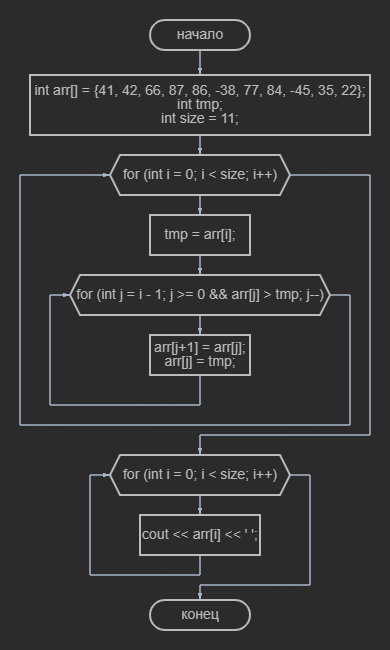 начало
int arr[] = {41, 42, 66, 87, 86, -38, 77, 84, -45, 35, 22};
int tmp;
int size = 11;
for (int i = 0; i < size; i++)
tmp = arr[i];
for (int j = i - 1; j >= 0 && arr[j] > tmp; j--)
arr[j+1] = arr[j];
arr[j] = tmp;
for (int i = 0; i < size; i++)
cout << arr[i] << ' ';
конец